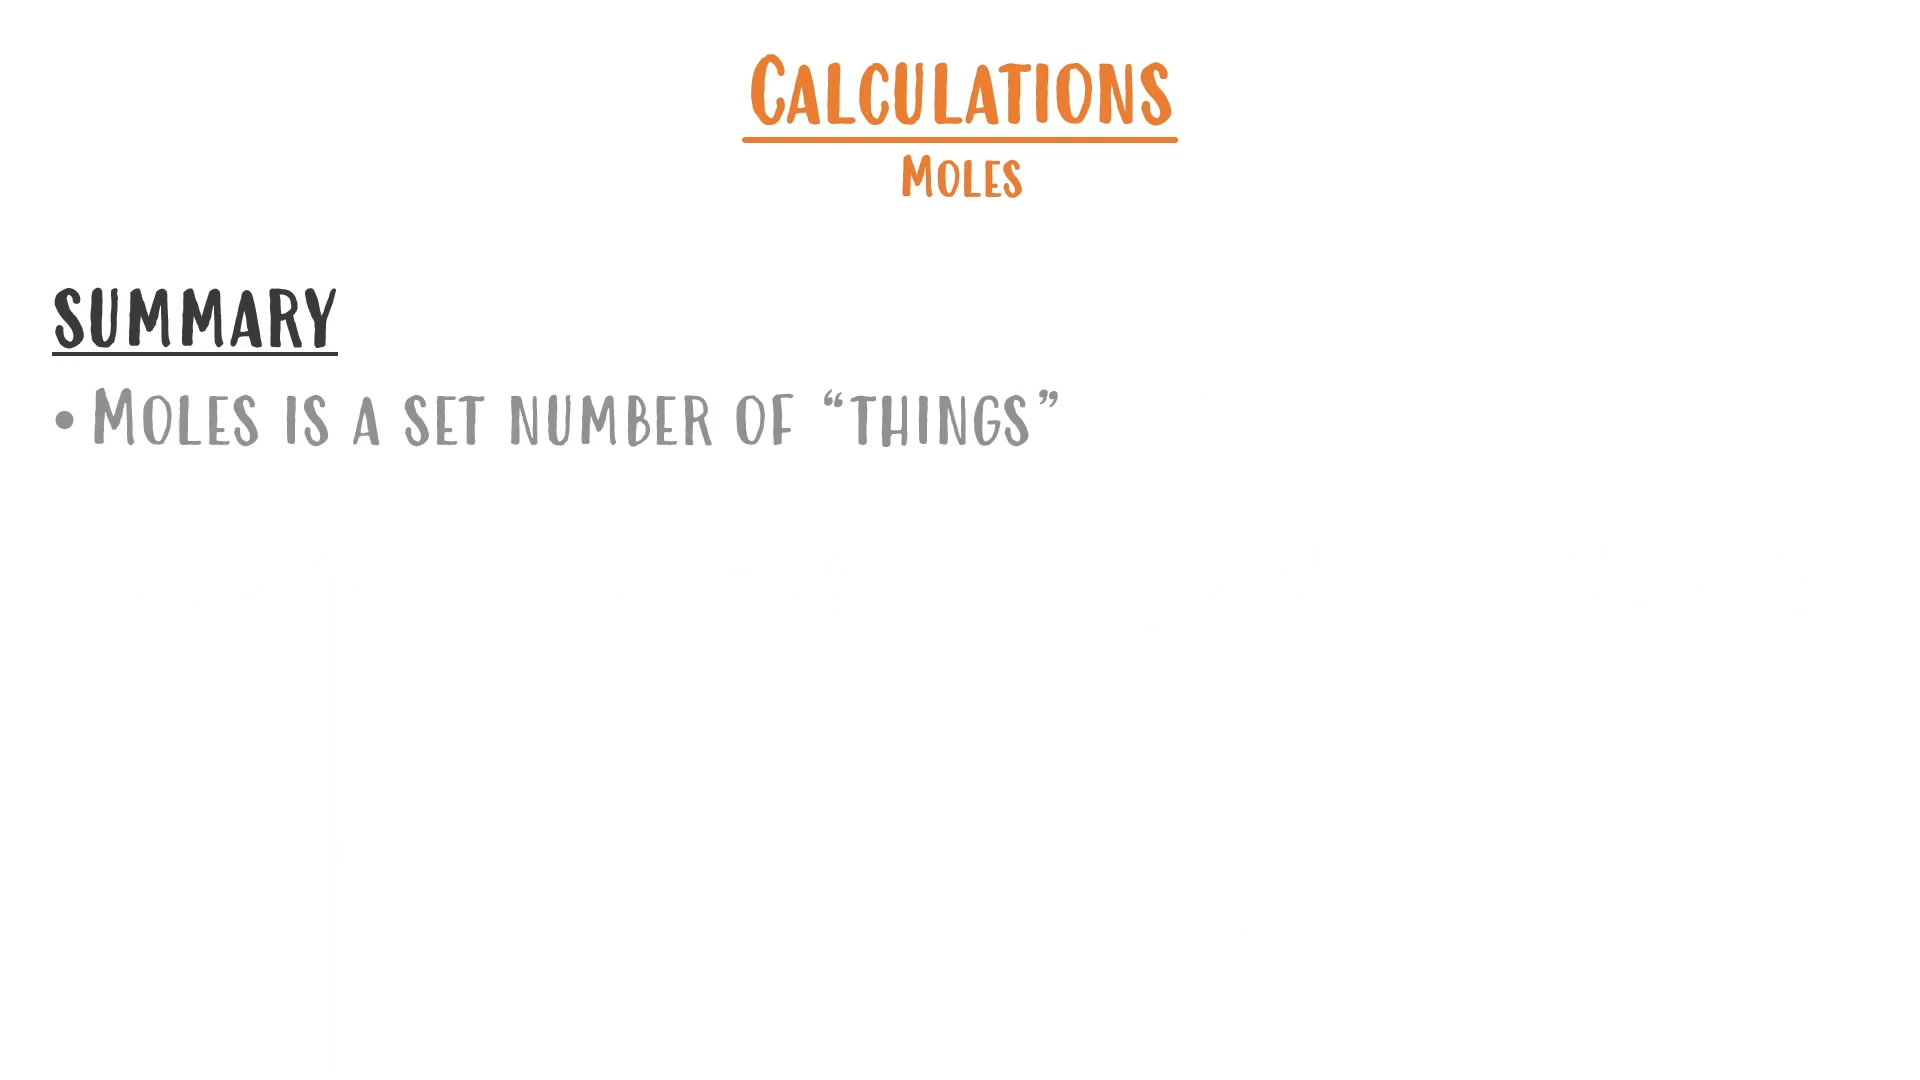 Calculations
Moles
Summary
• Moles is a set number of “things”